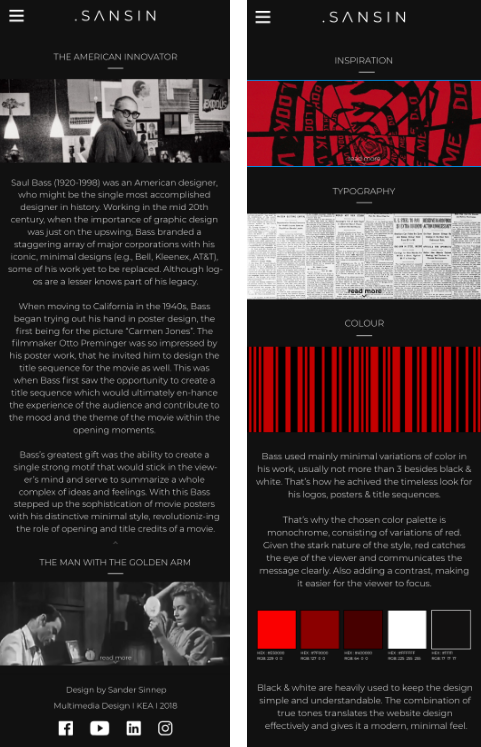 .SANSIN
THE AMERICAN INNOVATOR
Saul Bass (1920-1998) was an American designer,
who might be the single most accomplished
designer in history. Working in the mid 20th
century, when the importance of graphic design
was just on the upswing, Bass branded a
staggering array of major corporations with his
iconic, minimal designs (e.g., Bell, Kleenex, AT&T),
some of his work yet to be replaced. Although log-
os are a lesser knows part of his legacy.
When moving to California in the 1940s, Bass
began trying out his hand in poster design, the
first being for the picture "Carmen Jones". The
filmmaker Otto Preminger was so impressed by
his poster work, that he invited him to design the
title sequence for the movie as well. This was
when Bass first saw the opportunity to create a
title sequence which would ultimately en-hance
the experience of the audience and contribute to
the mood and the theme of the movie within the
opening moments.
Bass's greatest gift was the ability to create a
single strong motif that would stick in the view-
er's mind and serve to summarize a whole
complex of ideas and feelings. With this Bass
stepped up the sophistication of movie posters
with his distinctive minimal style, revolutioniz-ing
the role of opening and title credits of a movie.
THE MAN WITH THE GOLDEN ARM
read more
Design by Sander Sinnep
Multimedia Design I KEA I 2018
.SANSIN
INSPIRATION
LOOK
LOOK
ME
DO
read more
TYPOGRAPHY
read more
COLOUR
Bass used mainly minimal variations of color in
his work, usually not more than 3 besides black &
white. That's how he achived the timeless look for
his logos, posters & title sequences.
That's why the chosen color palette is
monochrome, consisting of variations of red.
Given the stark nature of the style, red catches
the eye of the viewer and communicates the
message clearly. Also adding a contrast, making
it easier for the viewer to focus.
Black & white are heavily used to keep the design
simple and understandable. The combination of
true tones translates the website design
effectively and gives it a modern, minimal feel.